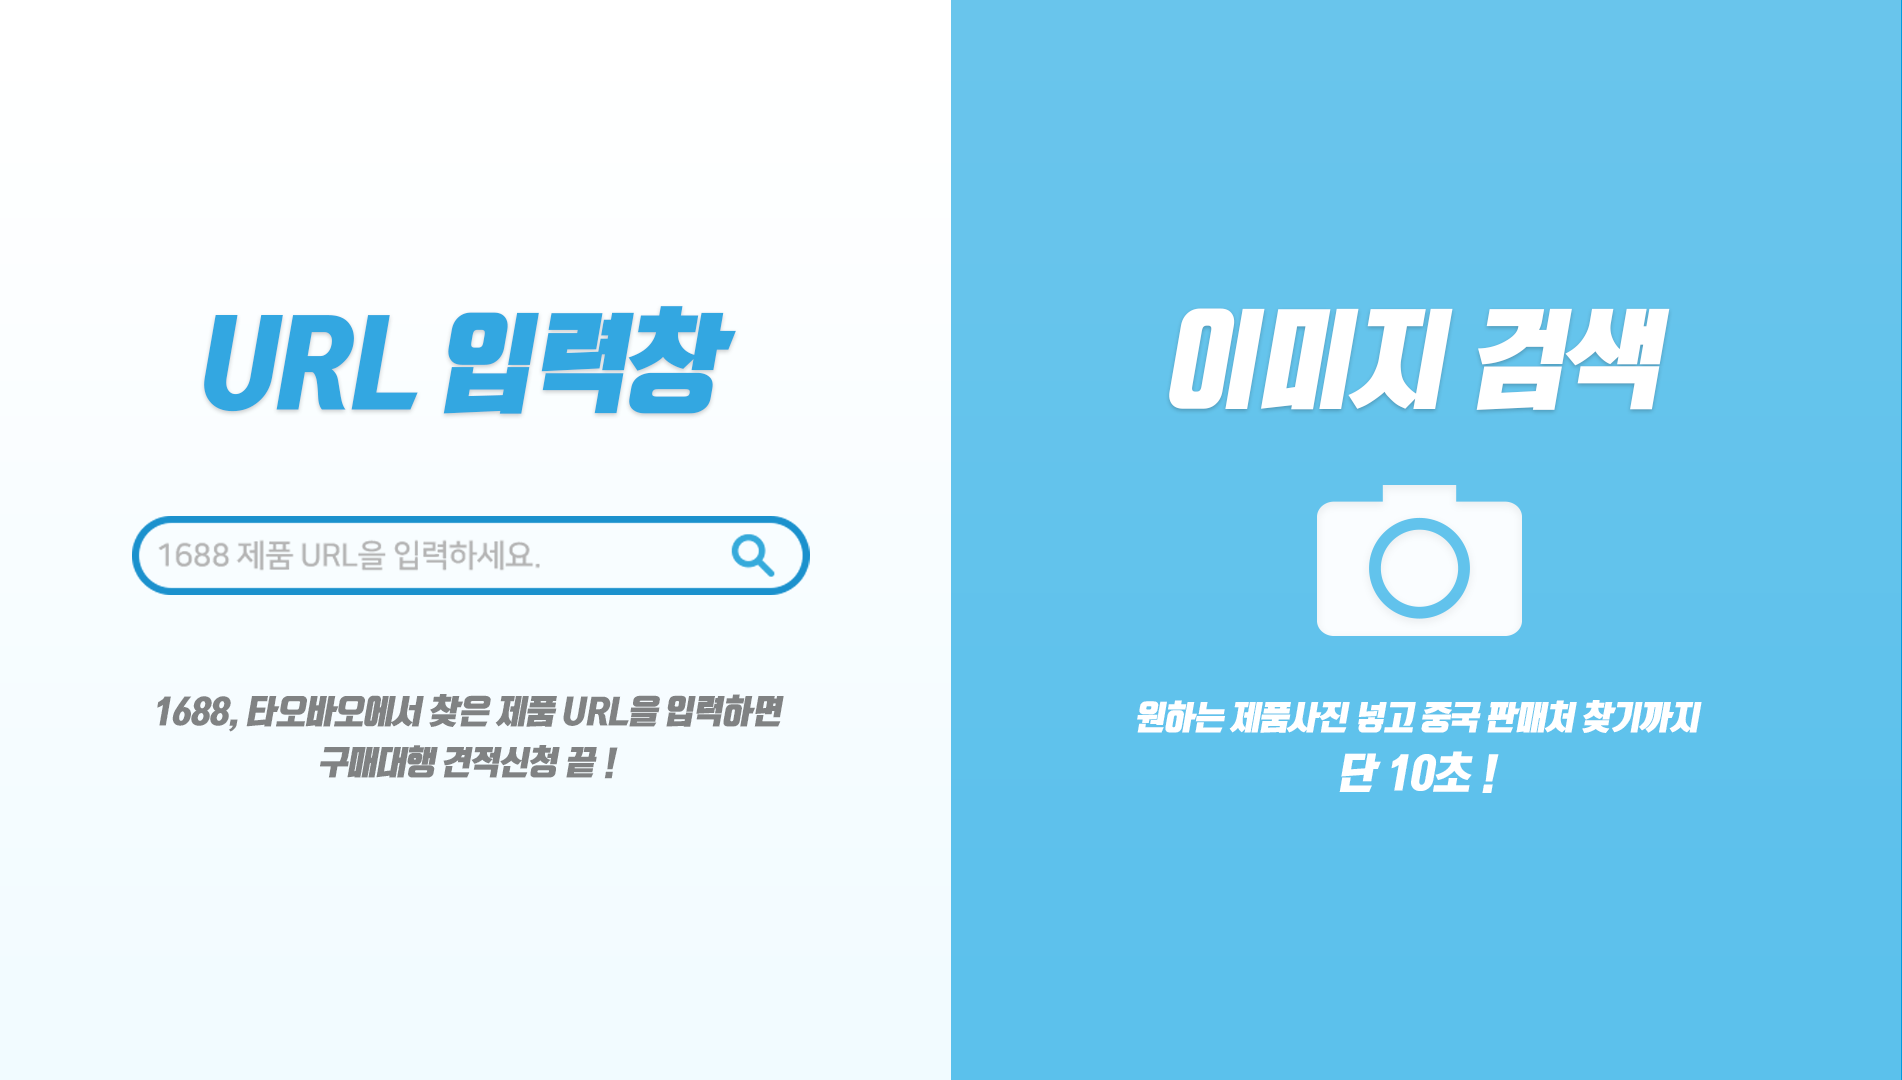 URL 입력창
1688 제품 URL을 입력하세요.
1688, 타오바오에서 찾은 제품 URL을 입력하면
구매대행 견적신청 끝 !
이미지 검색
원하는 제품사진 넣고 중국 판매처 찾기까지
단 10초 !